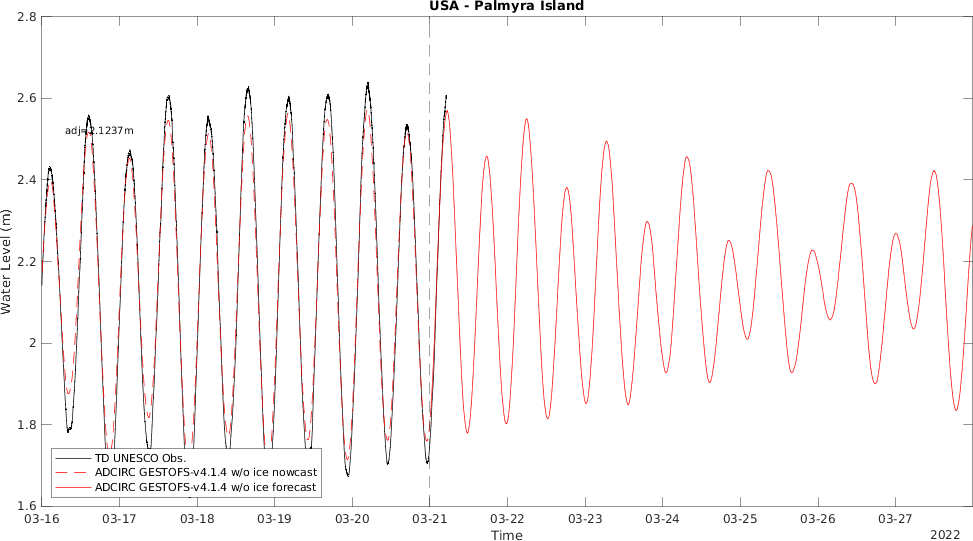 USA - Palmyra Island
2.8
2.6
2.4
2.2
2
1.8
1.6
Water Level (m)
adj=2.1237m
TD UNESCO Obs.
ADCIRC GESTOFS-v4.1.4 w/o ice nowcast
ADCIRC GESTOFS-v4.1.4 w/o ice forecast
03-16 03-17 03-18 03-19 03-20 03-21 03-22 03-23 03-24 03-25 03-26 03-27
Time
2022